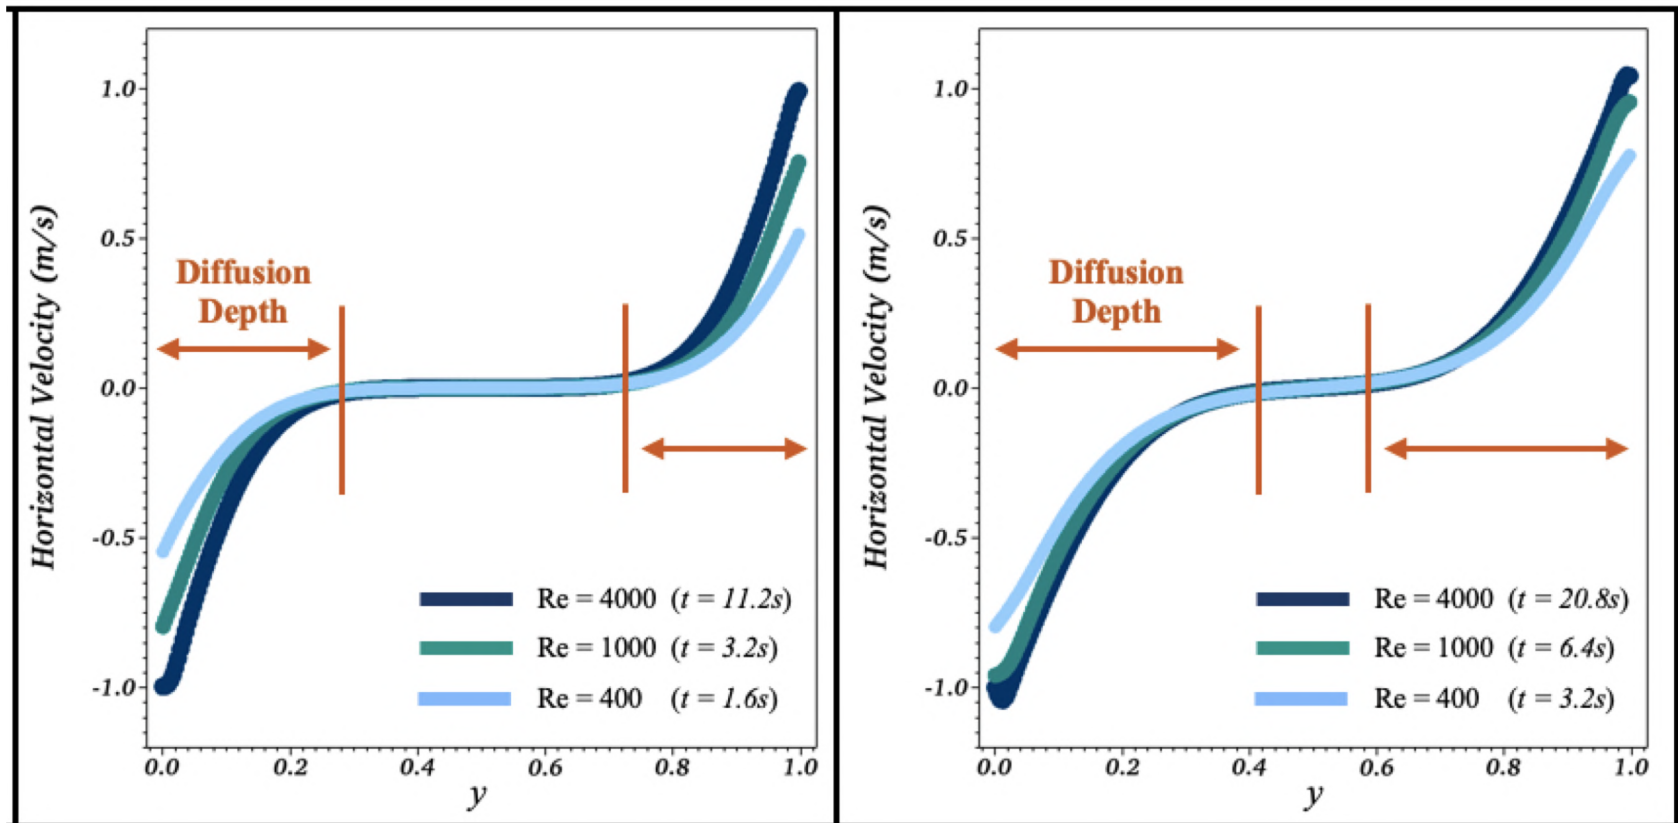 Horizontal Velocity (m/s)
1.0
0.5
0.0
-0.5
-1.0
Diffusion
Depth
Re = 4000 (t = 11.2s)
Re = 1000 (t = 3.2s)
Re = 400 (t = 1.6s)
0.0 0.2 0.4 0.6 0.8 1.0
y
Horizontal Velocity (m/s)
1.0
0.5
0.0
-0.5
-1.0
Diffusion
Depth
Re = 4000 (t = 20.8s)
Re = 1000 (t = 6.4s)
Re = 400 (t = 3.2s)
0.0 0.2 0.4 0.6 0.8 1.0
y